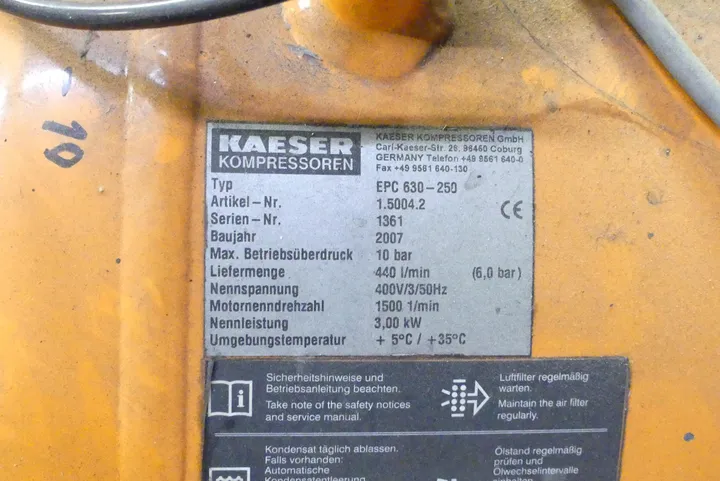 10
KAESER
KOMPRESSOREN
KAESER KOMPRESSOREN GmbH
Carl-Kaeser-Str. 26, 96450 Coburg
GERMANY Telefon +49 9561 640-0
Fax +49 9561 640-130
Typ EPC 630-250
Artikel-Nr. 1.5004.2
CE
Serien-Nr. 1361
Baujahr 2007
Max. Betriebsüberdruck 10 bar
Liefermenge 440 l/min (6,0 bar)
Nennspannung 400V/3/50Hz
Motornenndrehzahl 1500 1/min
Nennleistung 3,00 kW
Umgebungstemperatur + 5°C / +35°C
Sicherheitshinweise und
Betriebsanleitung beachten.
Take note of the safety notices
and service manual.
Luftfilter regelmäßig
warten.
Maintain the air filter
regularly.
Kondensat täglich ablassen.
Falls vorhanden:
Automatische
Kondensatentleerung
Ölstand regelmäßig
prüfen und
Ölwechselintervalle
einhalten